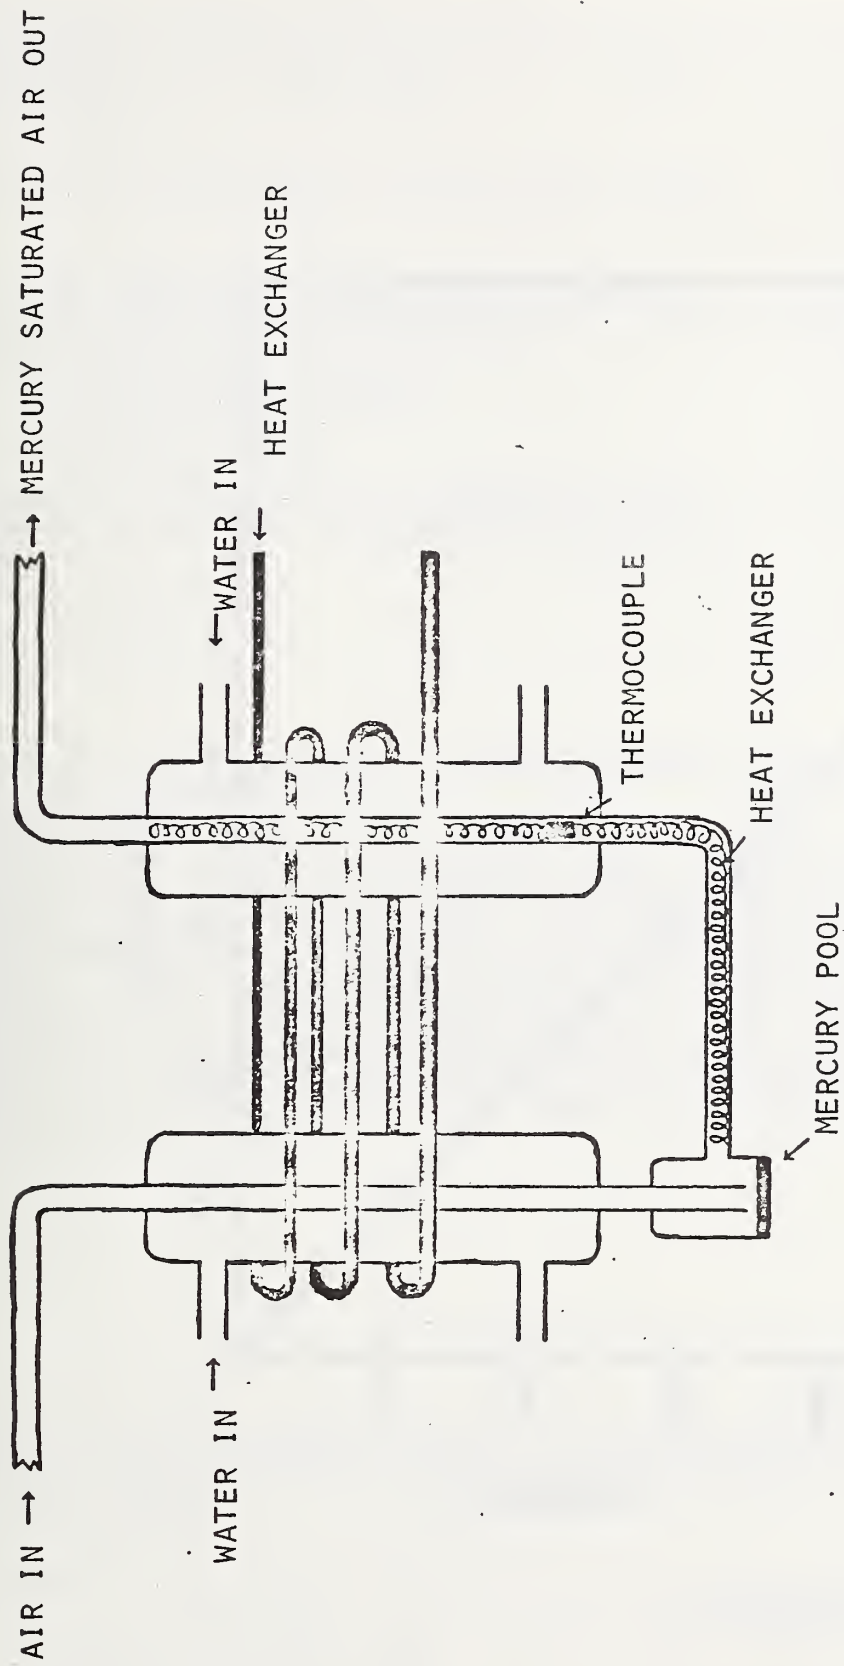 AIR IN →
→ MERCURY SATURATED AIR OUT
WATER IN →
← WATER IN
← HEAT EXCHANGER
THERMOCOUPLE
HEAT EXCHANGER
MERCURY POOL